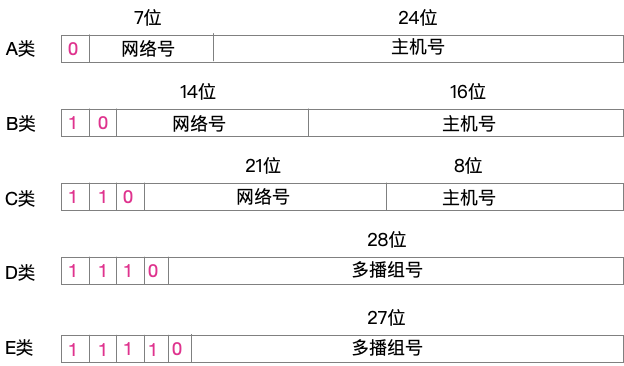 7位 24位
A类 0 网络号 主机号
14位 16位
B类 1 0 网络号 主机号
21位 8位
C类 1 1 0 网络号 主机号
28位
D类 1 1 1 0 多播组号
27位
E类 1 1 1 1 0 多播组号